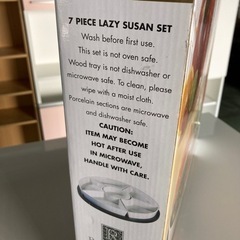 7 PIECE LAZY SUSAN SET
Wash before first use.
This set is not oven safe.
Wood tray is not dishwasher or
microwave safe. To clean, please
wipe with a moist cloth.
Porcelain sections are microwave
and dishwasher safe.
CAUTION:
ITEM MAY BECOME
HOT AFTER USE
IN MICROWAVE,
HANDLE WITH CARE.